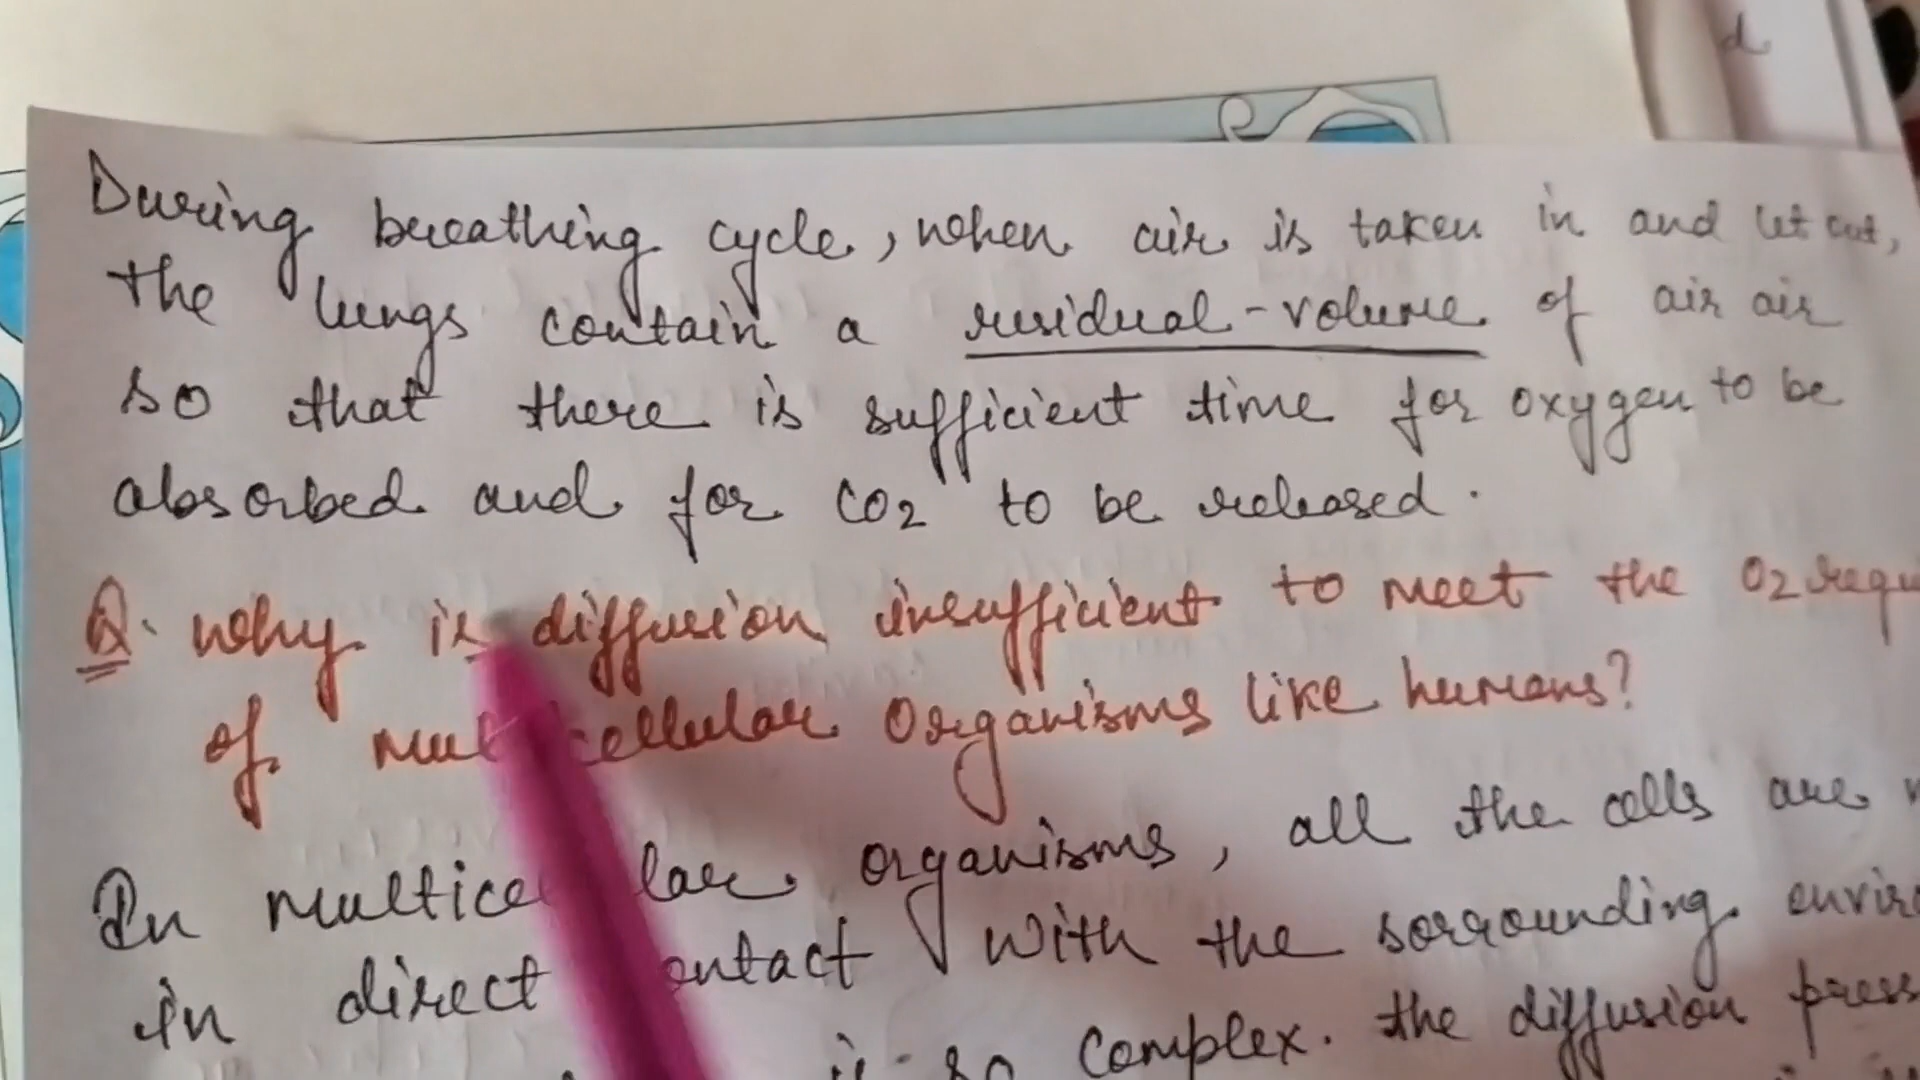 d
During breathing cycle, when air is taken in and let out,
the lungs contain a residual-volume of air air
so that there is sufficient time for oxygen to be
absorbed and for CO2 to be released.
Q. Why is diffusion insufficient to meet the O2
of organisms like humans?
In organisms, all the cells are
in direct with the sorrounding
so complex. the diffusion